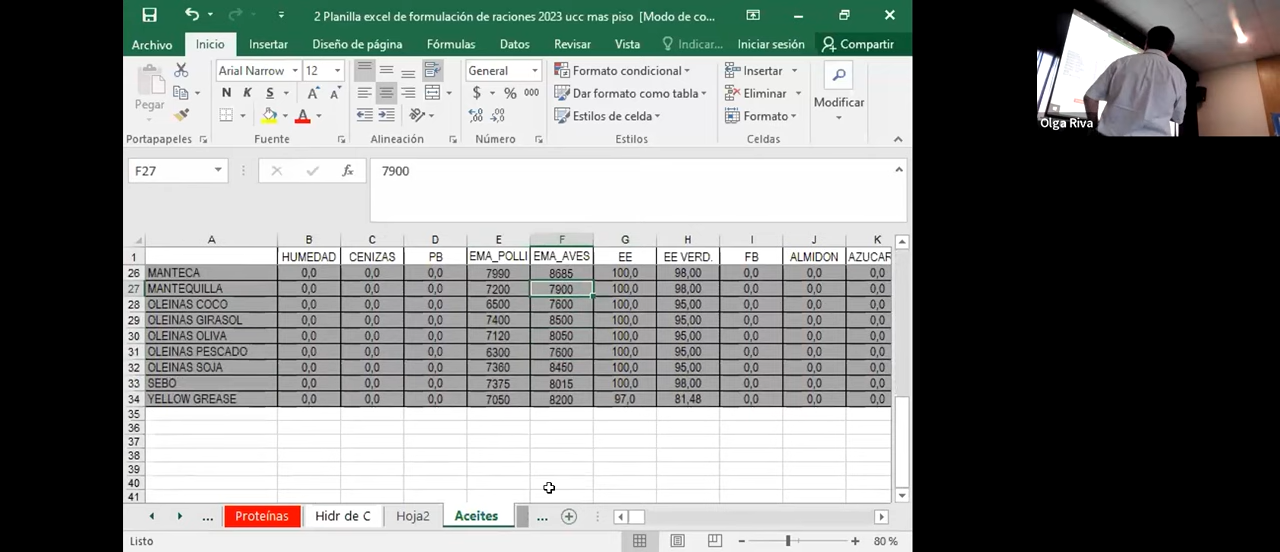 2 Planilla excel de formulación de raciones 2023 ucc mas piso [Modo de co...
Archivo Inicio Insertar Diseño de página Fórmulas Datos Revisar Vista Indicar... Iniciar sesión Compartir
Pegar
Arial Narrow 12
N K S A A
A
General
$ % 000
Formato condicional
Dar formato como tabla
Estilos de celda
Insertar
Eliminar
Formato
Modificar
Portapapeles Fuente Alineación Número Estilos Celdas
F27 fx 7900
A B C D E F G H I J K
1 HUMEDAD CENIZAS PB EMA_POLLI EMA_AVES EE EE VERD. FB ALMIDON AZUCAR
26 MANTECA 0,0 0,0 0,0 7990 8685 100,0 98,00 0,0 0,0 0,0
27 MANTEQUILLA 0,0 0,0 0,0 7200 7900 100,0 98,00 0,0 0,0 0,0
28 OLEINAS COCO 0,0 0,0 0,0 6500 7600 100,0 95,00 0,0 0,0 0,0
29 OLEINAS GIRASOL 0,0 0,0 0,0 7400 8500 100,0 95,00 0,0 0,0 0,0
30 OLEINAS OLIVA 0,0 0,0 0,0 7120 8050 100,0 95,00 0,0 0,0 0,0
31 OLEINAS PESCADO 0,0 0,0 0,0 6300 7600 100,0 95,00 0,0 0,0 0,0
32 OLEINAS SOJA 0,0 0,0 0,0 7360 8450 100,0 95,00 0,0 0,0 0,0
33 SEBO 0,0 0,0 0,0 7375 8015 100,0 98,00 0,0 0,0 0,0
34 YELLOW GREASE 0,0 0,0 0,0 7050 8200 97,0 81,48 0,0 0,0 0,0
35
36
37
38
39
40
41
... Proteínas Hidr de C Hoja2 Aceites ...
Listo 80 %
Olga Riva